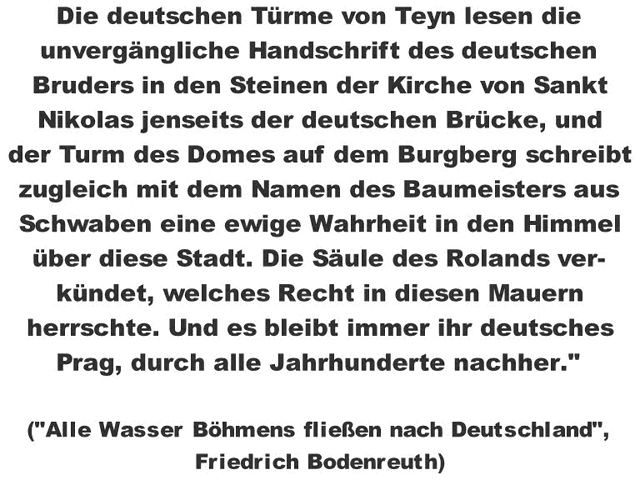 Die deutschen Türme von Teyn lesen die
unvergängliche Handschrift des deutschen
Bruders in den Steinen der Kirche von Sankt
Nikolas jenseits der deutschen Brücke, und
der Turm des Domes auf dem Burgberg schreibt
zugleich mit dem Namen des Baumeisters aus
Schwaben eine ewige Wahrheit in den Himmel
über diese Stadt. Die Säule des Rolands ver-
kündet, welches Recht in diesen Mauern
herrschte. Und es bleibt immer ihr deutsches
Prag, durch alle Jahrhunderte nachher."
("Alle Wasser Böhmens fließen nach Deutschland",
Friedrich Bodenreuth)